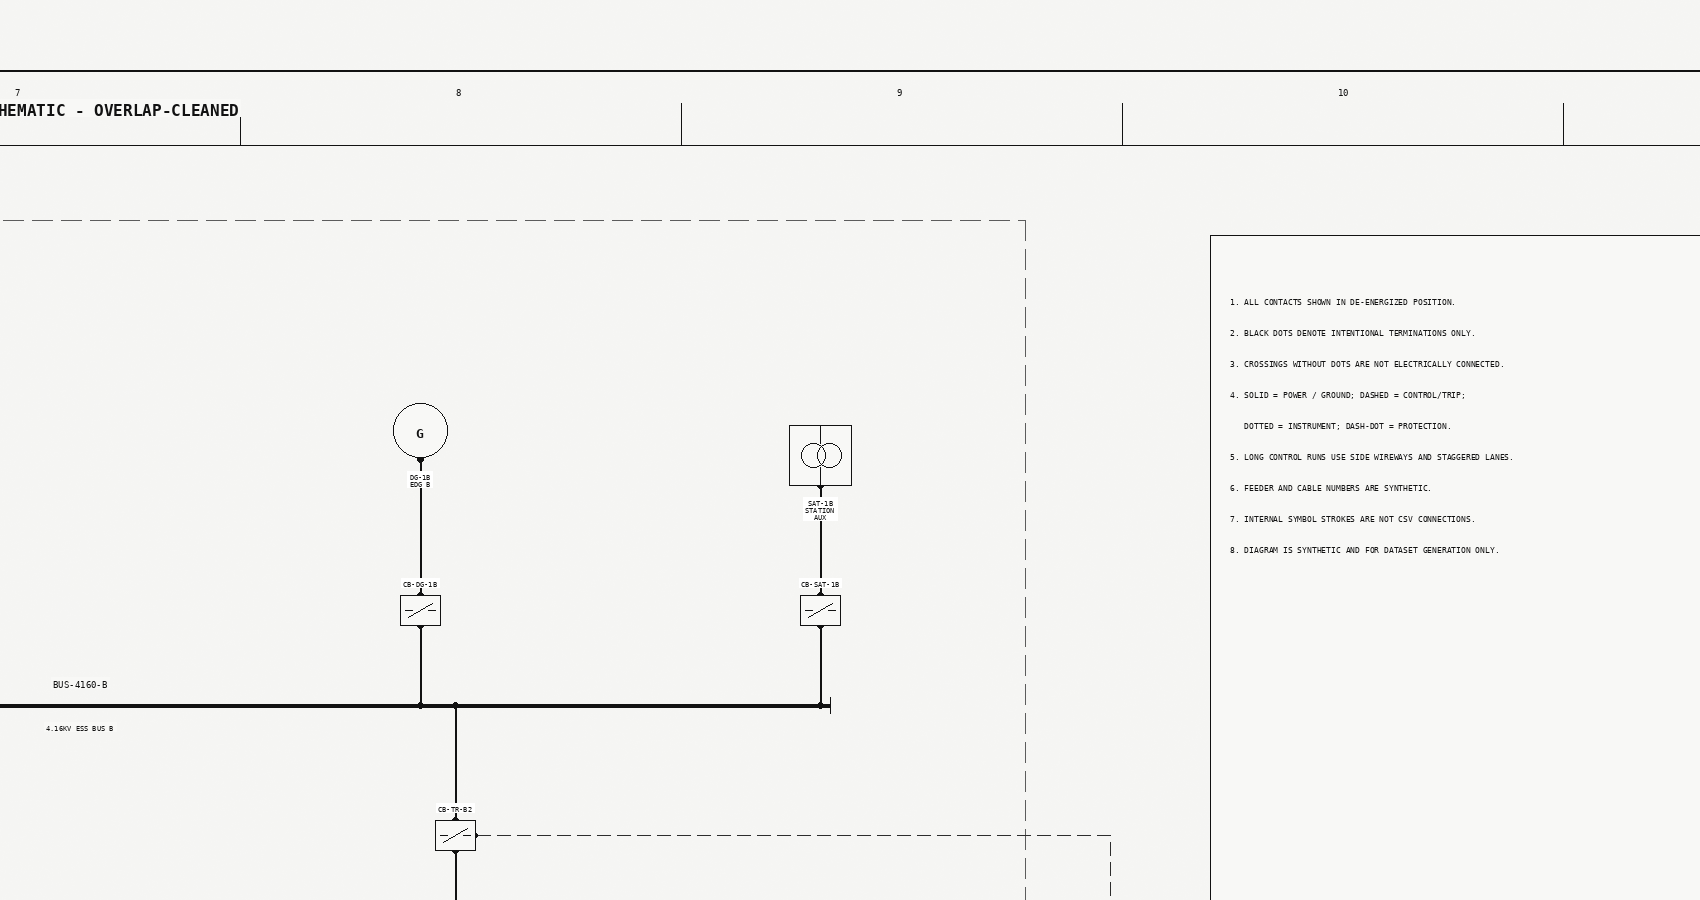 7 8 9 10
HEMATIC - OVERLAP-CLEANED
1. ALL CONTACTS SHOWN IN DE-ENERGIZED POSITION.
2. BLACK DOTS DENOTE INTENTIONAL TERMINATIONS ONLY.
3. CROSSINGS WITHOUT DOTS ARE NOT ELECTRICALLY CONNECTED.
4. SOLID = POWER / GROUND; DASHED = CONTROL/TRIP;
DOTTED = INSTRUMENT; DASH-DOT = PROTECTION.
5. LONG CONTROL RUNS USE SIDE WIREWAYS AND STAGGERED LANES.
6. FEEDER AND CABLE NUMBERS ARE SYNTHETIC.
7. INTERNAL SYMBOL STROKES ARE NOT CSV CONNECTIONS.
8. DIAGRAM IS SYNTHETIC AND FOR DATASET GENERATION ONLY.
G
DG-1B
EDG B
SAT-1B
STATION
AUX
CB-DG-1B
CB-SAT-1B
BUS-4160-B
4.16KV ESS BUS B
CB-TR-B2